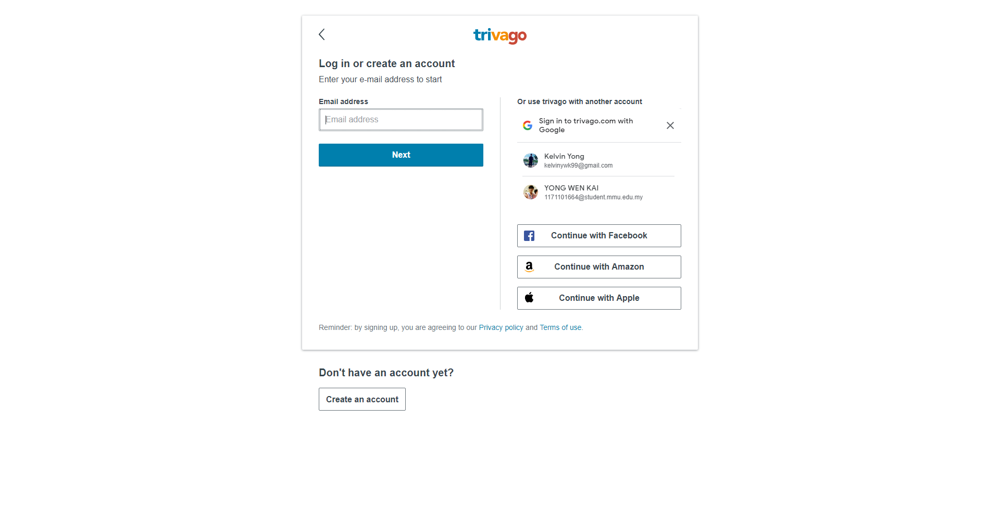 trivago
Log in or create an account
Enter your e-mail address to start
Email address
Email address
Next
Or use trivago with another account
Sign in to trivago.com with
Google
Kelvin Yong
kelvinywk99@gmail.com
YONG WEN KAI
1171101664@student.mmu.edu.my
Continue with Facebook
Continue with Amazon
Continue with Apple
Reminder: by signing up, you are agreeing to our Privacy policy and Terms of use.
Don't have an account yet?
Create an account